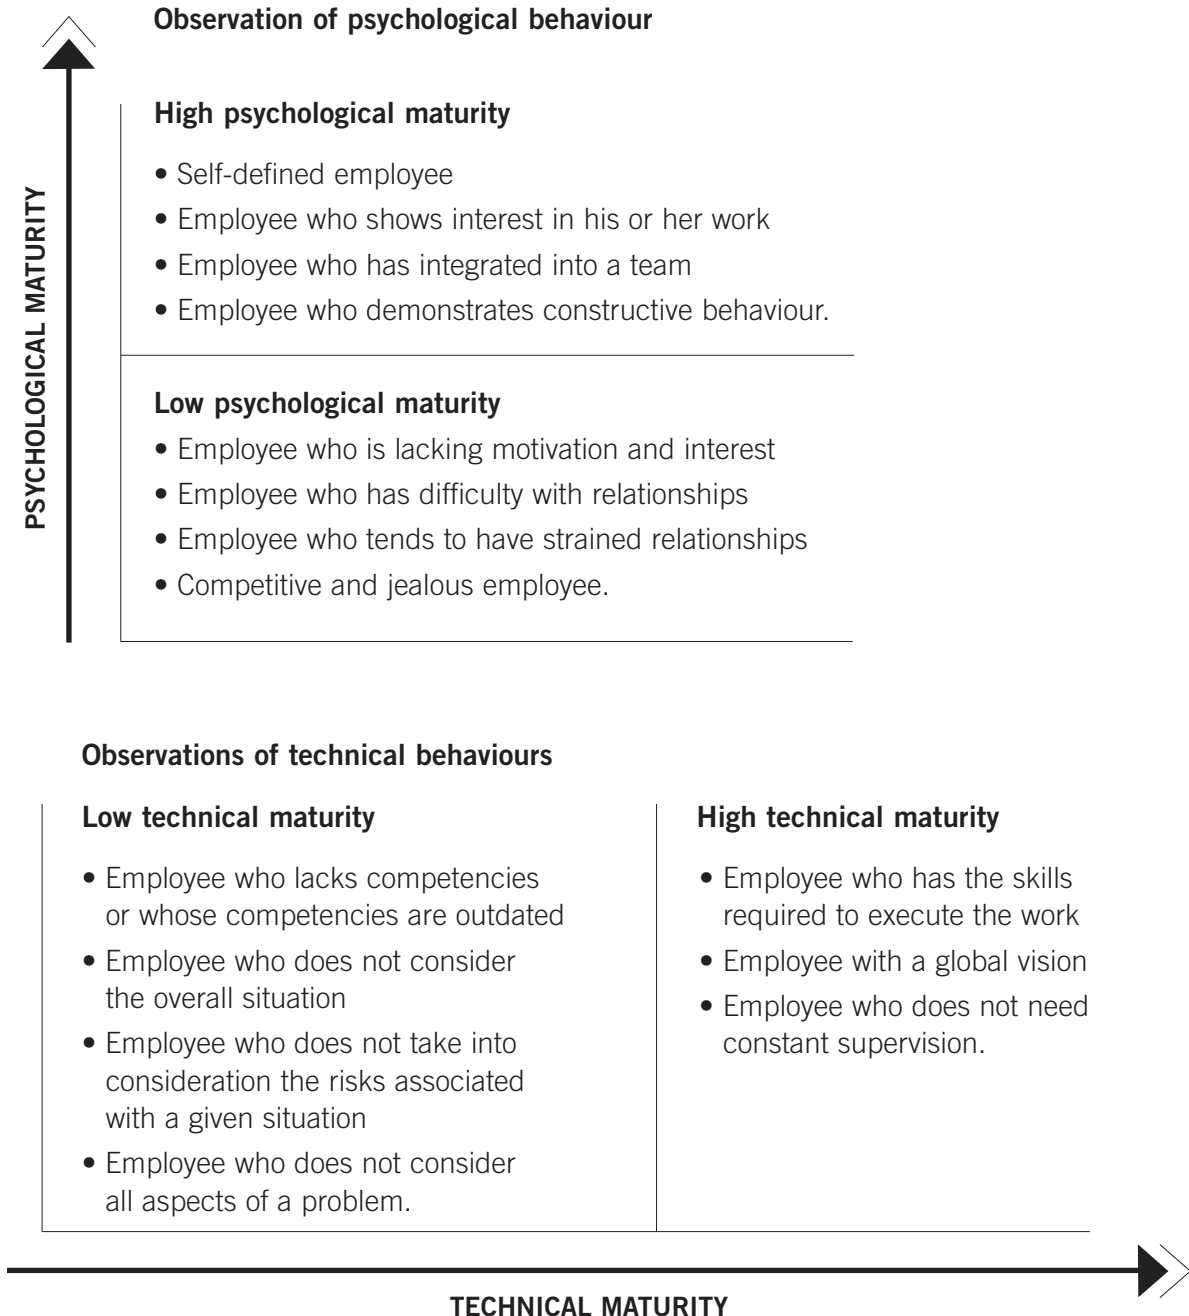 Observation of psychological behaviour
PSYCHOLOGICAL MATURITY
High psychological maturity
• Self-defined employee
• Employee who shows interest in his or her work
• Employee who has integrated into a team
• Employee who demonstrates constructive behaviour.
Low psychological maturity
• Employee who is lacking motivation and interest
• Employee who has difficulty with relationships
• Employee who tends to have strained relationships
• Competitive and jealous employee.
Observations of technical behaviours
Low technical maturity
• Employee who lacks competencies
or whose competencies are outdated
• Employee who does not consider
the overall situation
• Employee who does not take into
consideration the risks associated
with a given situation
• Employee who does not consider
all aspects of a problem.
High technical maturity
• Employee who has the skills
required to execute the work
• Employee with a global vision
• Employee who does not need
constant supervision.
TECHNICAL MATURITY